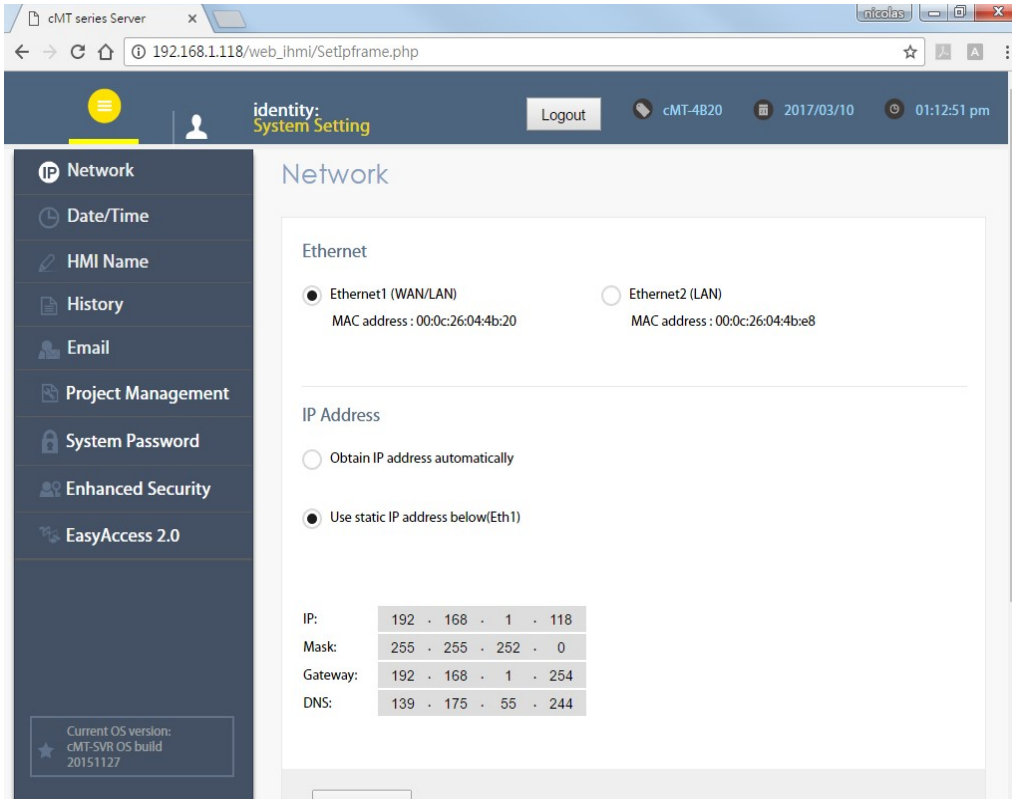 cMT series Server
nicolas
192.168.1.118/web_ihmi/SetIpframe.php
identity:
System Setting
Logout
cMT-4B20
2017/03/10
01:12:51 pm
IP Network
Date/Time
HMI Name
History
Email
Project Management
System Password
Enhanced Security
EasyAccess 2.0
Current OS version:
cMT-SVR OS build
20151127
Network
Ethernet
Ethernet1 (WAN/LAN)
MAC address : 00:0c:26:04:4b:20
Ethernet2 (LAN)
MAC address : 00:0c:26:04:4b:e8
IP Address
Obtain IP address automatically
Use static IP address below(Eth1)
IP: 192 . 168 . 1 . 118
Mask: 255 . 255 . 252 . 0
Gateway: 192 . 168 . 1 . 254
DNS: 139 . 175 . 55 . 244